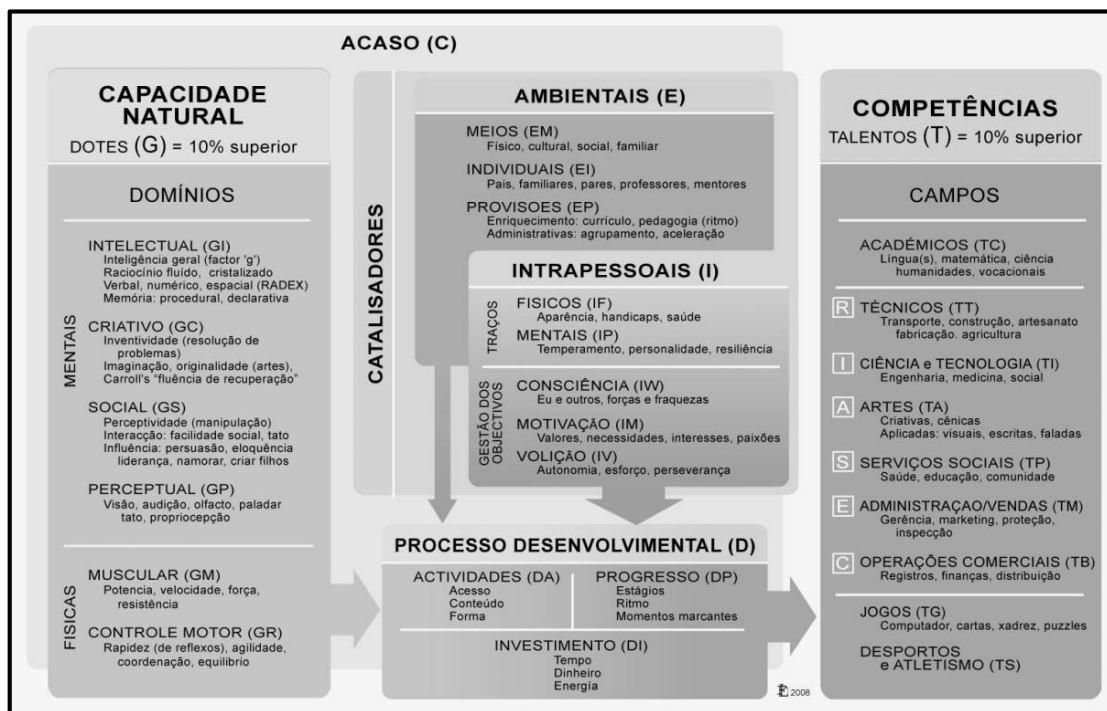 ACASO (C)
CAPACIDADE
NATURAL
DOTES (G) = 10% superior
DOMÍNIOS
MENTAIS
INTELECTUAL (GI)
Inteligência geral (factor 'g')
Raciocínio fluído, cristalizado
Verbal, numérico, espacial (RADEX)
Memória: procedural, declarativa
CRIATIVO (GC)
Inventividade (resolução de
problemas)
Imaginação, originalidade (artes),
Carroll's "fluência de recuperação"
SOCIAL (GS)
Perceptividade (manipulação)
Interacção: facilidade social, tato
Influência: persuasão, eloquência
liderança, namorar, criar filhos
PERCEPTUAL (GP)
Visão, audição, olfacto, paladar
tato, propriocepção
FISICAS
MUSCULAR (GM)
Potencia, velocidade, força,
resistência
CONTROLE MOTOR (GR)
Rapidez (de reflexos), agilidade,
coordenação, equilibrio
CATALISADORES
AMBIENTAIS (E)
MEIOS (EM)
Físico, cultural, social, familiar
INDIVIDUAIS (EI)
Pais, familiares, pares, professores, mentores
PROVISOES (EP)
Enriquecimento: currículo, pedagogia (ritmo)
Administrativas: agrupamento, aceleração
INTRAPESSOAIS (I)
TRAÇOS
FISICOS (IF)
Aparência, handicaps, saúde
MENTAIS (IP)
Temperamento, personalidade, resiliência
GESTÃO DOS
OBJECTIVOS
CONSCIÊNCIA (IW)
Eu e outros, forças e fraquezas
MOTIVAÇÃO (IM)
Valores, necessidades, interesses, paixões
VOLIÇÃO (IV)
Autonomia, esforço, perseverança
PROCESSO DESENVOLVIMENTAL (D)
ACTIVIDADES (DA)
Acesso
Conteúdo
Forma
PROGRESSO (DP)
Estágios
Ritmo
Momentos marcantes
INVESTIMENTO (DI)
Tempo
Dinheiro
Energía
2008
COMPETÊNCIAS
TALENTOS (T) = 10% superior
CAMPOS
ACADÉMICOS (TC)
Língua(s), matemática, ciência
humanidades, vocacionais
R TÈCNICOS (TT)
Transporte, construção, artesanato
fabricação. agricultura
I CIÊNCIA e TECNOLOGIA (TI)
Engenharia, medicina, social
A ARTES (TA)
Criativas, cênicas
Aplicadas: visuais, escritas, faladas
S SERVIÇOS SOCIAIS (TP)
Saúde, educação, comunidade
E ADMINISTRAÇAO/VENDAS (TM)
Gerência, marketing, proteção,
inspecção
C OPERAÇÕES COMERCIAIS (TB)
Registros, finanças, distribuição
JOGOS (TG)
Computador, cartas, xadrez, puzzles
DESPORTOS
e ATLETISMO (TS)